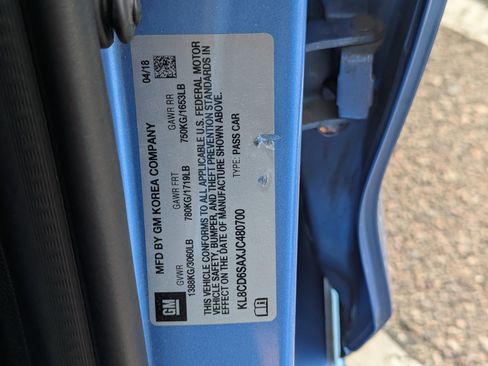 MFD BY GM KOREA COMPANY 04/18
GVWR GAWR FRT GAWR RR
1388KG/3060LB 780KG/1719LB 750KG/1653LB
THIS VEHICLE CONFORMS TO ALL APPLICABLE U.S. FEDERAL MOTOR
VEHICLE SAFETY, BUMPER, AND THEFT PREVENTION STANDARDS IN
EFFECT ON THE DATE OF MANUFACTURE SHOWN ABOVE.
KL8CD6SAXJC480700 TYPE: PASS CAR
GM